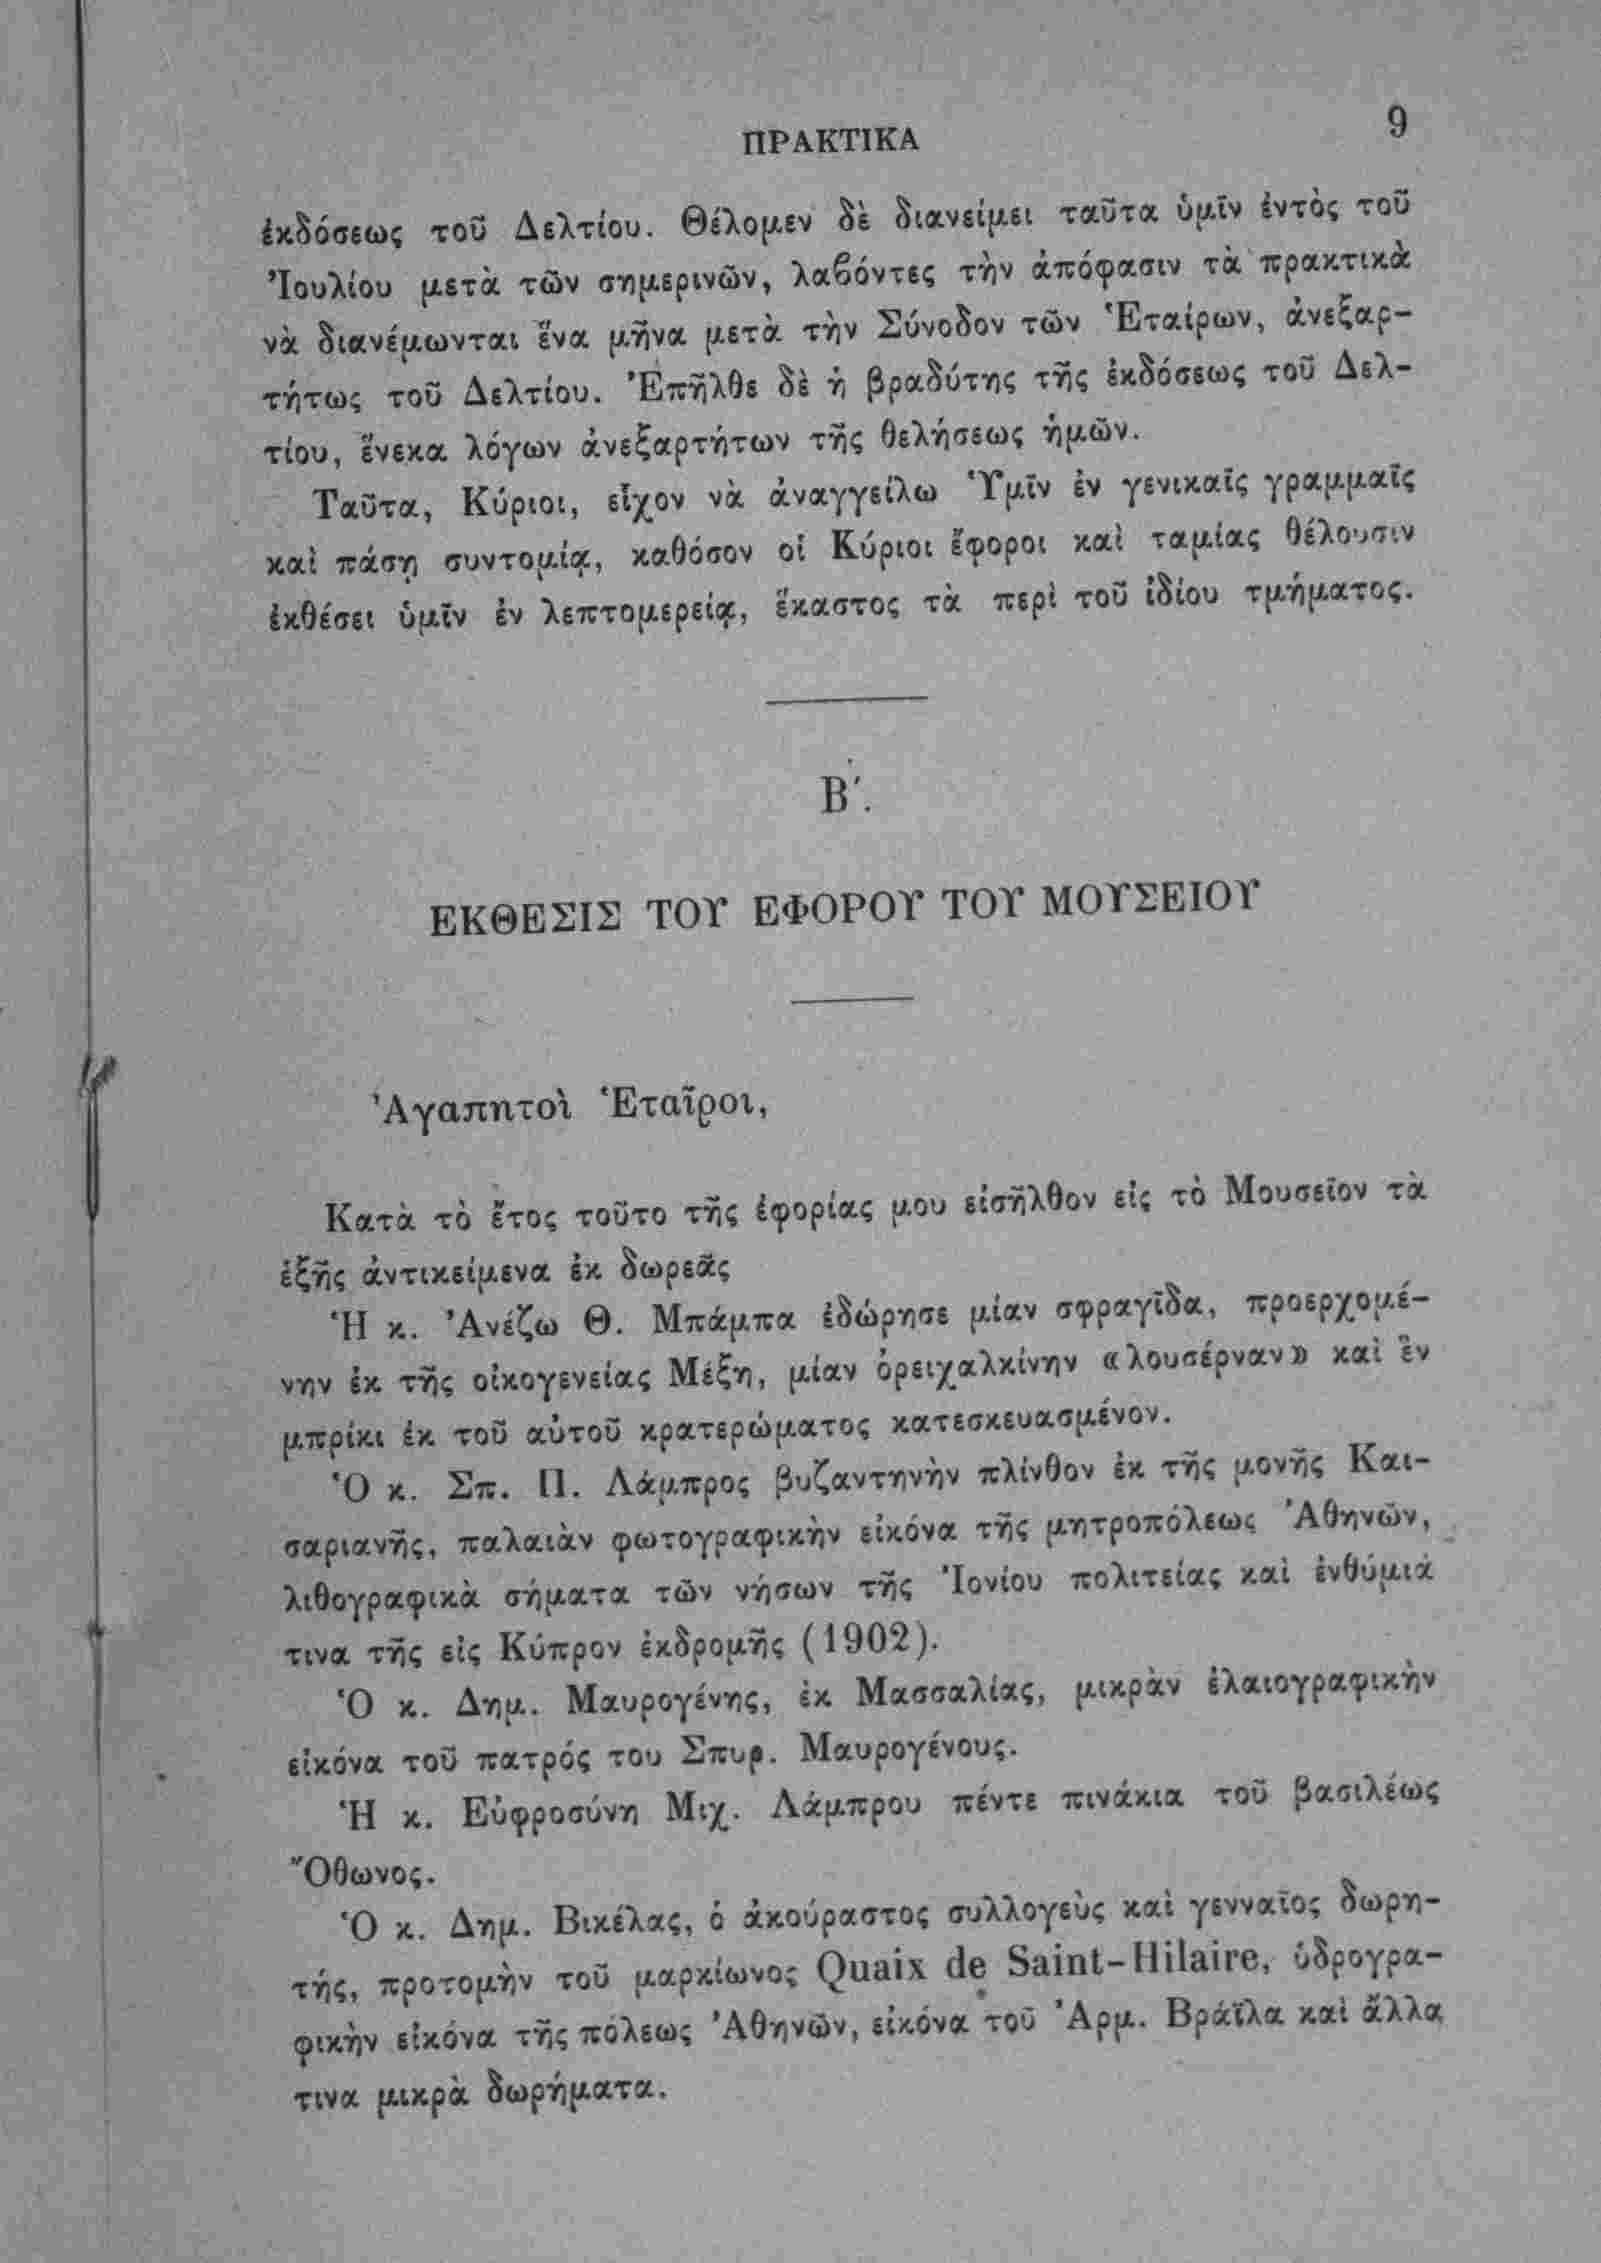 ΠΡΑΚΤΙΚΑ 9
ἐκδόσεως τοῦ Δελτίου. Θέλομεν δὲ διανείμει ταῦτα ὑμῖν ἐντὸς τοῦ
Ἰουλίου μετὰ τῶν σημερινῶν, λαβόντες τὴν ἀπόφασιν τὰ πρακτικὰ
νὰ διανέμωνται ἕνα μῆνα μετὰ τὴν Σύνοδον τῶν Ἑταίρων, ἀνεξαρ-
τήτως τοῦ Δελτίου. Ἐπῆλθε δὲ ἡ βραδύτης τῆς ἐκδόσεως τοῦ Δελ-
τίου, ἕνεκα λόγων ἀνεξαρτήτων τῆς θελήσεως ἡμῶν.
Ταῦτα, Κύριοι, εἶχον νὰ ἀναγγείλω Ὑμῖν ἐν γενικαῖς γραμμαῖς
καὶ πάσῃ συντομίᾳ, καθόσον οἱ Κύριοι ἔφοροι καὶ ταμίας θέλουσιν
ἐκθέσει ὑμῖν ἐν λεπτομερείᾳ, ἕκαστος τὰ περὶ τοῦ ἰδίου τμήματος.
Β΄.
ΕΚΘΕΣΙΣ ΤΟΥ ΕΦΟΡΟΥ ΤΟΥ ΜΟΥΣΕΙΟΥ
Ἀγαπητοὶ Ἑταῖροι,
Κατὰ τὸ ἔτος τοῦτο τῆς ἐφορίας μου εἰσῆλθον εἰς τὸ Μουσεῖον τὰ
ἑξῆς ἀντικείμενα ἐκ δωρεᾶς
Ἡ κ. Ἀνέζω Θ. Μπάμπα ἐδώρησε μίαν σφραγῖδα, προερχομέ-
νην ἐκ τῆς οἰκογενείας Μέξη, μίαν ὀρειχαλκίνην «λουσέρναν» καὶ ἓν
μπρίκι ἐκ τοῦ αὐτοῦ κρατερώματος κατεσκευασμένον.
Ὁ κ. Σπ. Π. Λάμπρος βυζαντηνὴν πλίνθον ἐκ τῆς μονῆς Και-
σαριανῆς, παλαιὰν φωτογραφικὴν εἰκόνα τῆς μητροπόλεως Ἀθηνῶν,
λιθογραφικὰ σήματα τῶν νήσων τῆς Ἰονίου πολιτείας καὶ ἐνθύμιά
τινα τῆς εἰς Κύπρον ἐκδρομῆς (1902).
Ὁ κ. Δημ. Μαυρογένης, ἐκ Μασσαλίας, μικρὰν ἐλαιογραφικὴν
εἰκόνα τοῦ πατρός του Σπυρ. Μαυρογένους.
Ἡ κ. Εὐφροσύνη Μιχ. Λάμπρου πέντε πινάκια τοῦ βασιλέως
Ὄθωνος.
Ὁ κ. Δημ. Βικέλας, ὁ ἀκούραστος συλλογεὺς καὶ γενναῖος δωρη-
τής, προτομὴν τοῦ μαρκίωνος Quaix de Saint-Hilaire, ὑδρογρα-
φικὴν εἰκόνα τῆς πόλεως Ἀθηνῶν, εἰκόνα τοῦ Ἀρμ. Βράϊλα καὶ ἄλλα
τινα μικρὰ δωρήματα.